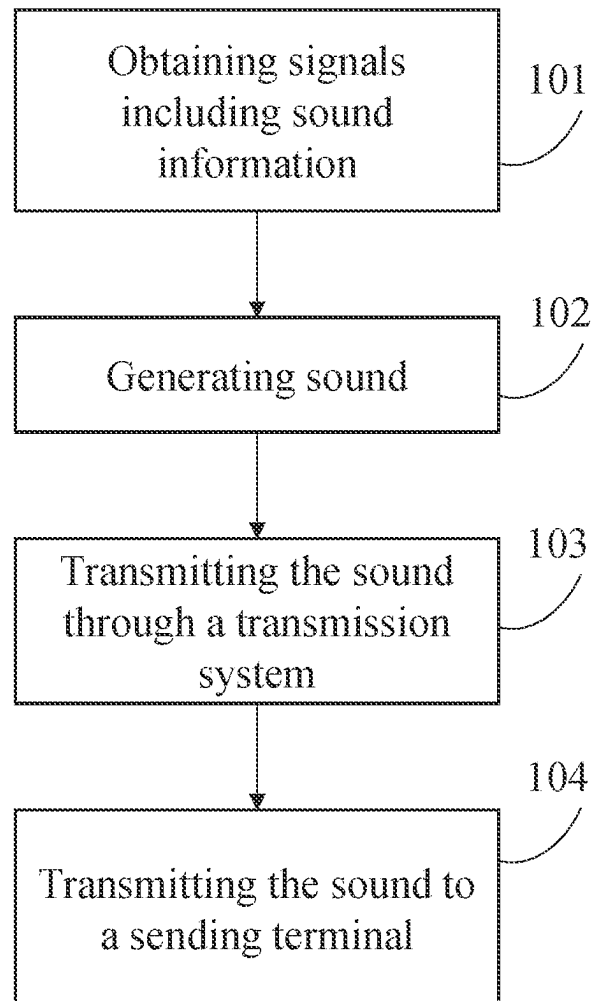 Obtaining signals
including sound
information
101
Generating sound
102
Transmitting the sound
through a transmission
system
103
Transmitting the sound to
a sending terminal
104